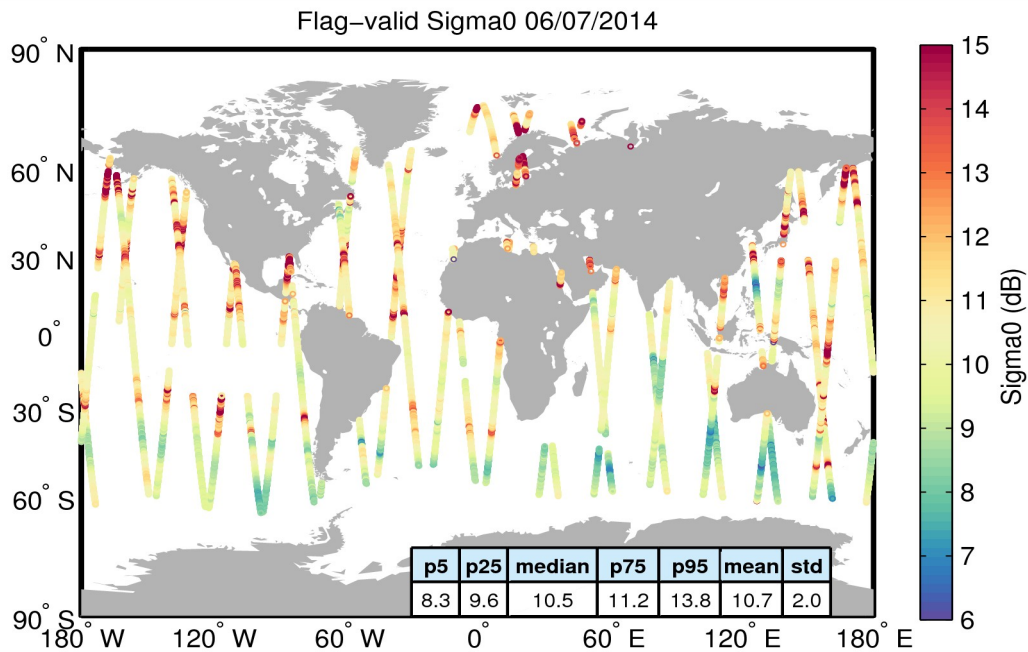 Flag−valid Sigma0 06/07/2014
90° N
60° N
30° N
0°
30° S
60° S
90° S
180° W
120° W
60° W
0°
60° E
120° E
180° E
p5 p25 median p75 p95 mean std
8.3 9.6 10.5 11.2 13.8 10.7 2.0
15
14
13
12
11
10
9
8
7
6
Sigma0 (dB)